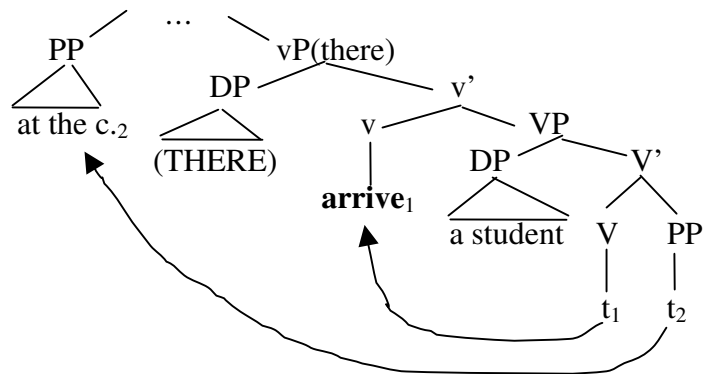 ...
PP vP(there)
DP v’
at the c.2 v VP
(THERE) DP V’
arrive1
a student V PP
t1 t2